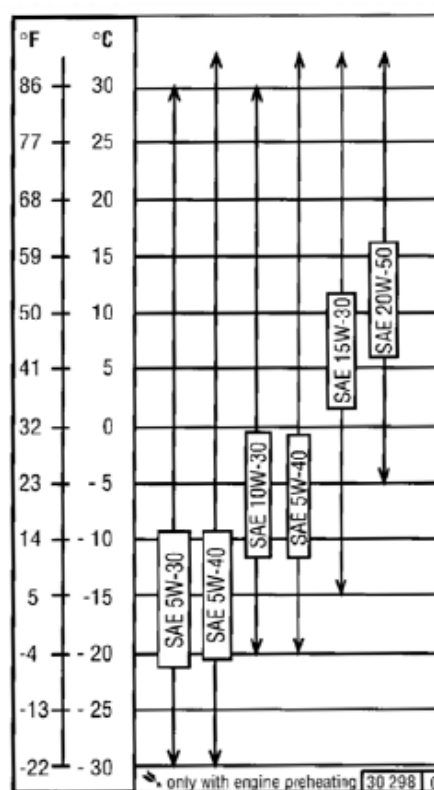 °F °C
86 30
77 25
68 20
59 15
50 10
41 5
32 0
23 - 5
14 - 10
5 -15
-4 - 20
-13 - 25
-22 - 30
SAE 5W-30
SAE 5W-40
SAE 10W-30
SAE 5W-40
SAE 15W-30
SAE 20W-50
only with engine preheating 30 298